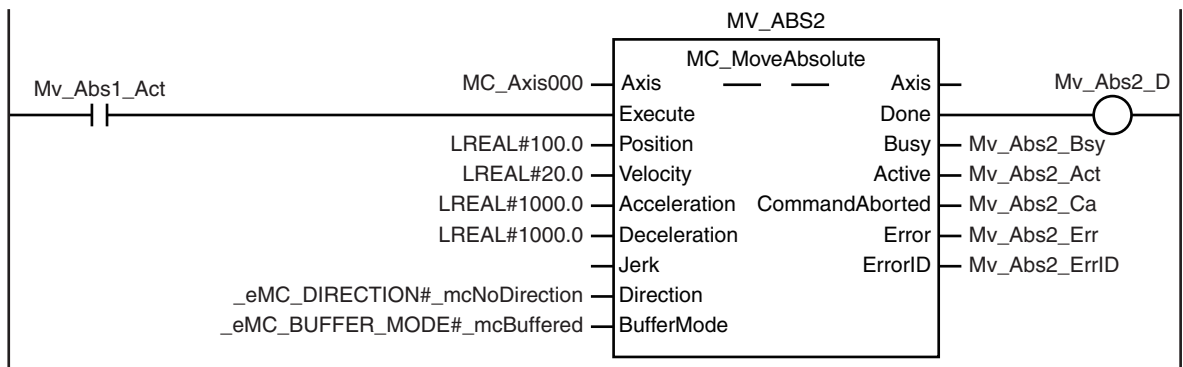 MV_ABS2
MC_MoveAbsolute
Mv_Abs1_Act
MC_Axis000 Axis Axis Mv_Abs2_D
Execute Done
LREAL#100.0 Position Busy Mv_Abs2_Bsy
LREAL#20.0 Velocity Active Mv_Abs2_Act
LREAL#1000.0 Acceleration CommandAborted Mv_Abs2_Ca
LREAL#1000.0 Deceleration Error Mv_Abs2_Err
Jerk ErrorID Mv_Abs2_ErrID
_eMC_DIRECTION#_mcNoDirection Direction
_eMC_BUFFER_MODE#_mcBuffered BufferMode